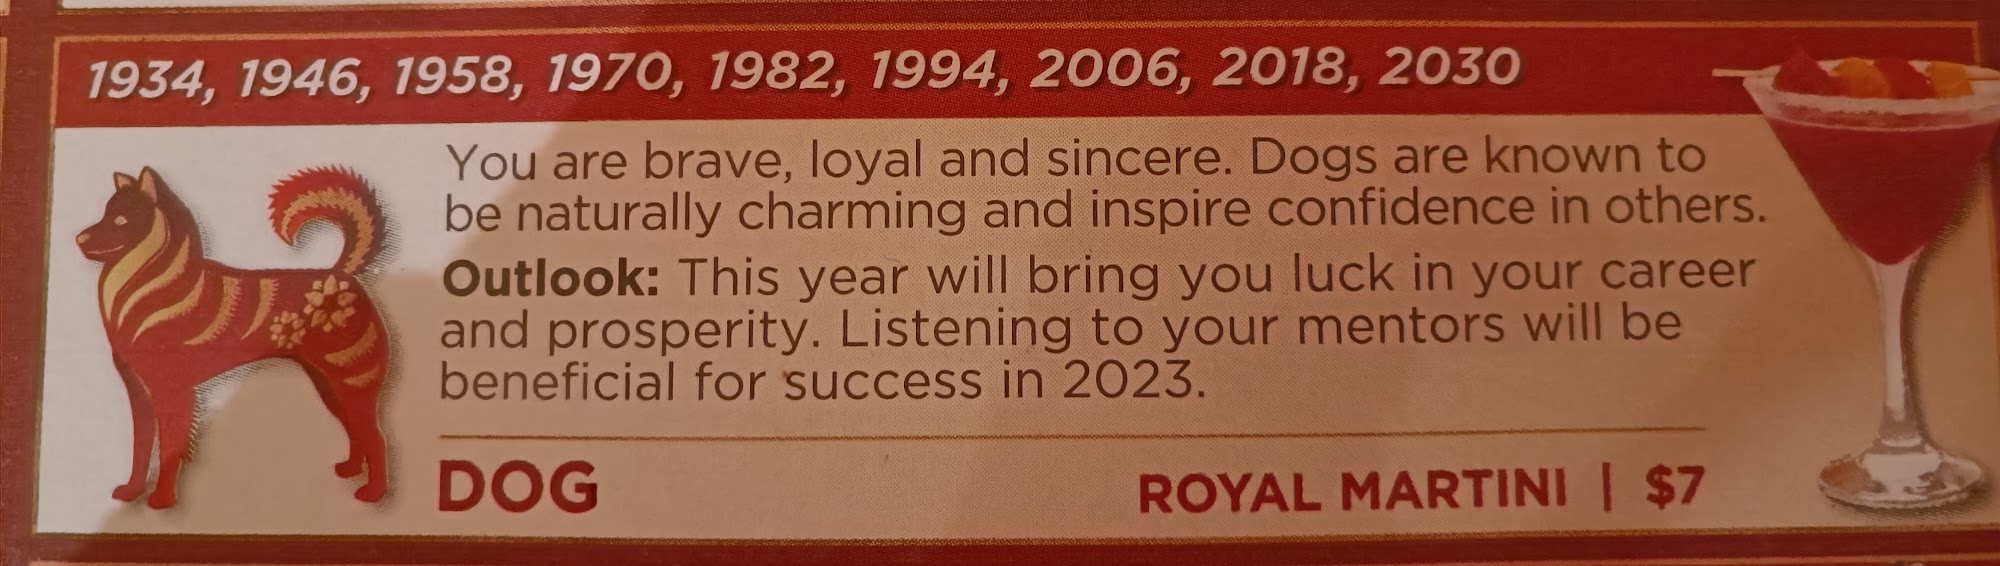 1934, 1946, 1958, 1970, 1982, 1994, 2006, 2018, 2030
You are brave, loyal and sincere. Dogs are known to
be naturally charming and inspire confidence in others.
Outlook: This year will bring you luck in your career
and prosperity. Listening to your mentors will be
beneficial for success in 2023.
DOG
ROYAL MARTINI | $7